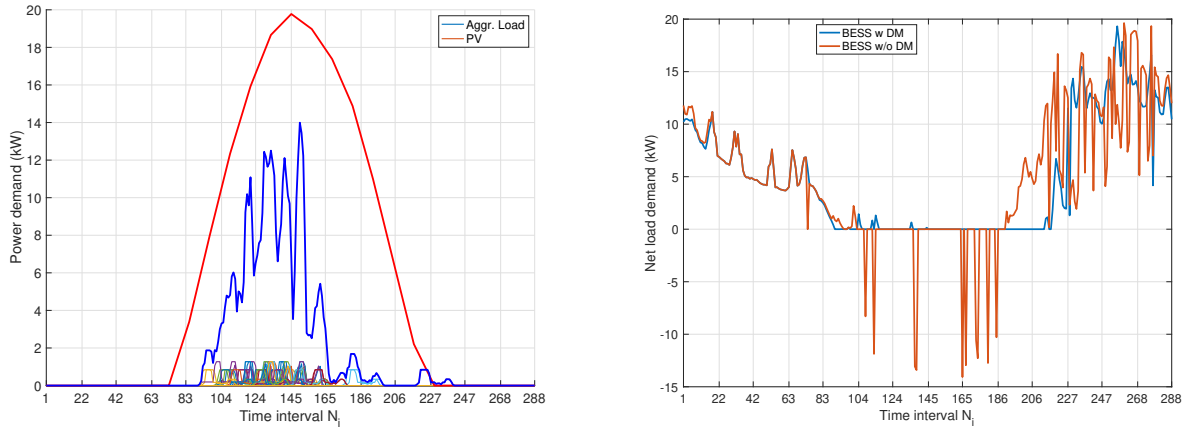 20
18
16
14
12
10
8
6
4
2
0
Power demand (kW)
Aggr. Load
PV
1 22 42 63 83 104 124 145 165 186 206 227 247 268 288
Time interval N_i
20
15
10
5
0
-5
-10
-15
Net load demand (kW)
BESS w DM
BESS w/o DM
1 22 42 63 83 104 124 145 165 186 206 227 247 268 288
Time interval N_i